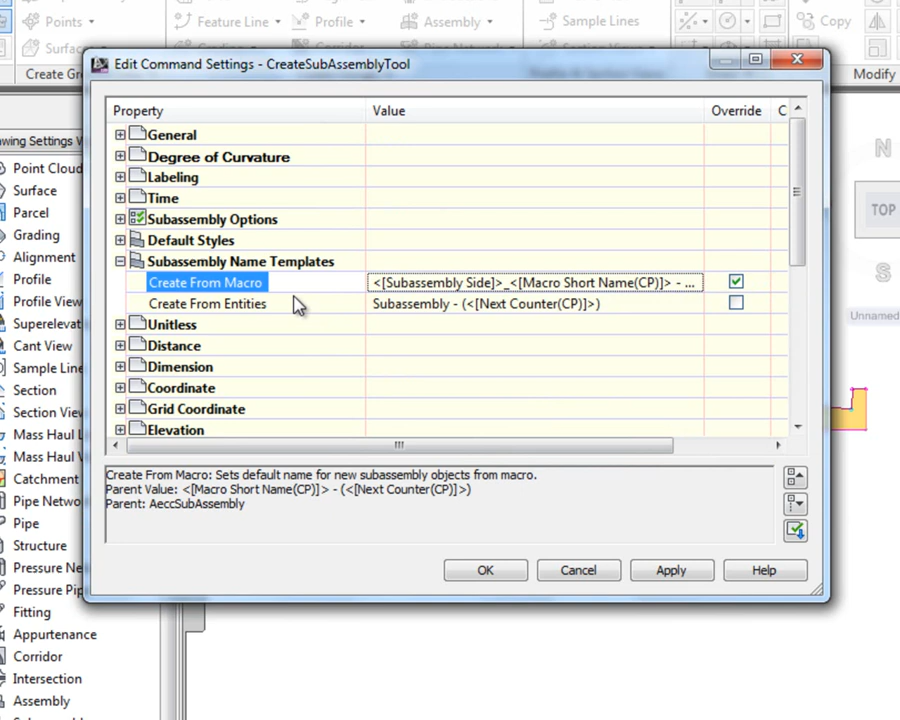 Points
Feature Line
Profile
Assembly
Sample Lines
Copy
Create Gr
Modify
Edit Command Settings - CreateSubAssemblyTool
Property Value Override C
General
Degree of Curvature
Labeling
Time
Subassembly Options
Default Styles
Subassembly Name Templates
Create From Macro <[Subassembly Side]>_<[Macro Short Name(CP)]> - ...
Create From Entities Subassembly - (<[Next Counter(CP)]>)
Unitless
Distance
Dimension
Coordinate
Grid Coordinate
Elevation
Create From Macro: Sets default name for new subassembly objects from macro.
Parent Value: <[Macro Short Name(CP)]> - (<[Next Counter(CP)]>)
Parent: AeccSubAssembly
OK Cancel Apply Help
awing Settings
Point Cloud
Surface
Parcel
Grading
Alignment
Profile
Profile View
Superelevat
Cant View
Sample Line
Section
Section View
Mass Haul L
Mass Haul
Catchment
Pipe Netwo
Pipe
Structure
Pressure Ne
Pressure Pip
Fitting
Appurtenance
Corridor
Intersection
Assembly
N
TOP
S
Unnamed